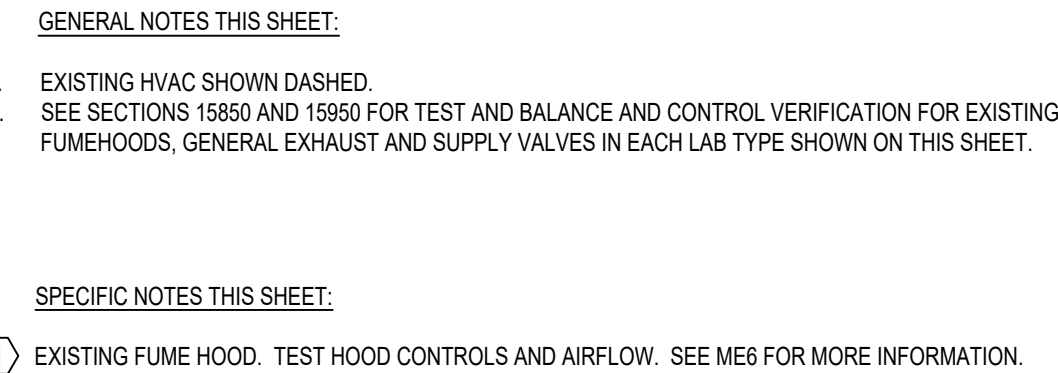 GENERAL NOTES THIS SHEET:
. EXISTING HVAC SHOWN DASHED.
. SEE SECTIONS 15850 AND 15950 FOR TEST AND BALANCE AND CONTROL VERIFICATION FOR EXISTING
FUMEHOODS, GENERAL EXHAUST AND SUPPLY VALVES IN EACH LAB TYPE SHOWN ON THIS SHEET.
SPECIFIC NOTES THIS SHEET:
EXISTING FUME HOOD. TEST HOOD CONTROLS AND AIRFLOW. SEE ME6 FOR MORE INFORMATION.